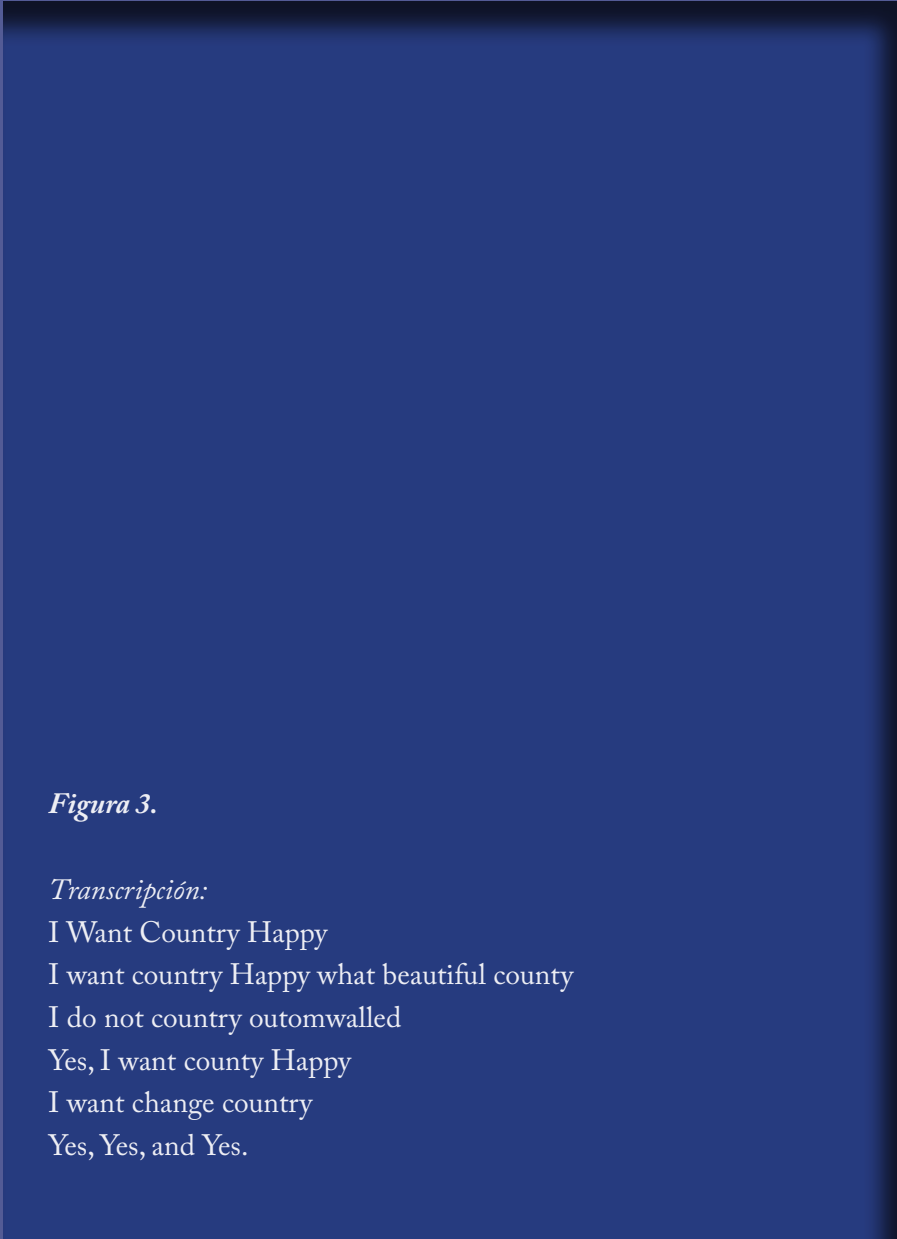 Figura 3.
Transcripción:
I Want Country Happy
I want country Happy what beautiful county
I do not country outomwalled
Yes, I want county Happy
I want change country
Yes, Yes, and Yes.